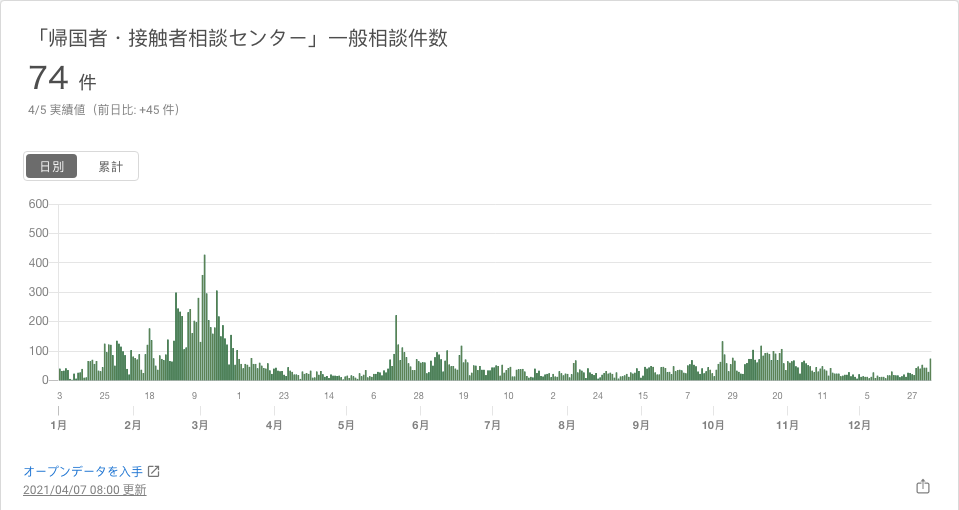 「帰国者・接触者相談センター」一般相談件数
74 件
4/5 実績値（前日比: +45 件）
日別 累計
600
500
400
300
200
100
0
3 25 18 9 1 23 14 6 28 19 10 2 24 15 7 29 20 11 5 27
1月 2月 3月 4月 5月 6月 7月 8月 9月 10月 11月 12月
オープンデータを入手
2021/04/07 08:00 更新